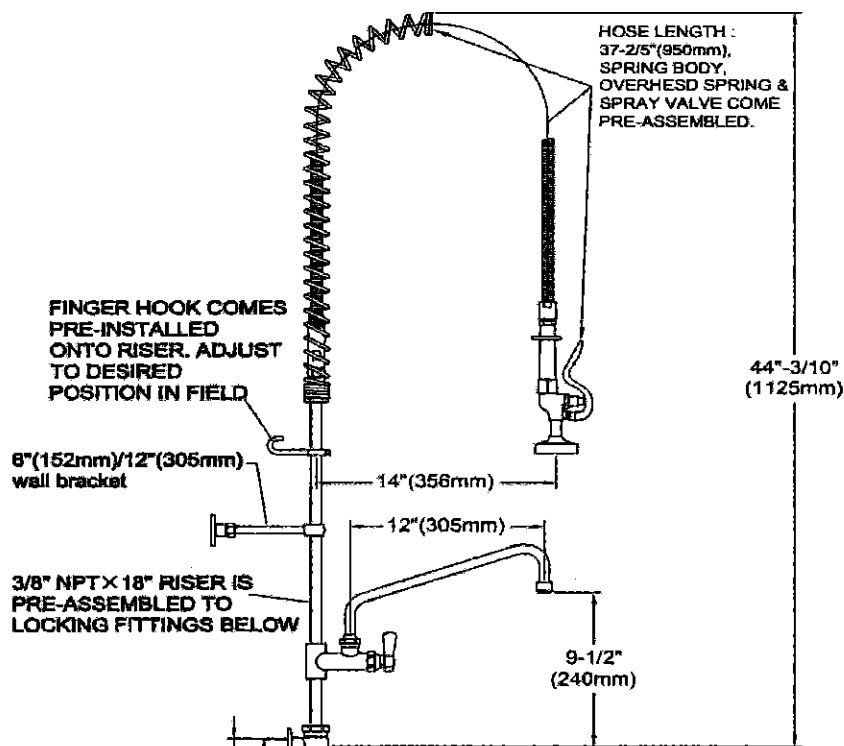 HOSE LENGTH :
37-2/5"(950mm),
SPRING BODY,
OVERHESD SPRING &
SPRAY VALVE COME
PRE-ASSEMBLED.
FINGER HOOK COMES
PRE-INSTALLED
ONTO RISER. ADJUST
TO DESIRED
POSITION IN FIELD
44"-3/10"
(1125mm)
6"(152mm)/12"(305mm)
wall bracket
14"(356mm)
12"(305mm)
3/8" NPT×18" RISER IS
PRE-ASSEMBLED TO
LOCKING FITTINGS BELOW
9-1/2"
(240mm)